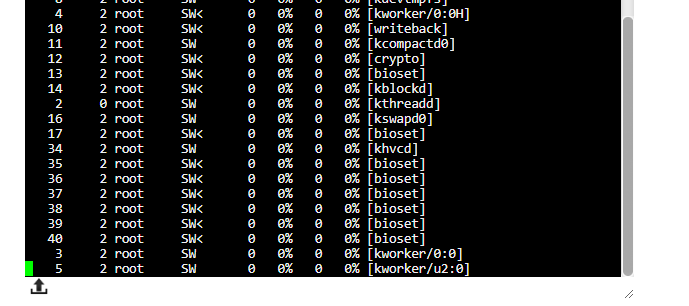 4 2 root SW< 0 0% 0 0% [kworker/0:0H]
10 2 root SW< 0 0% 0 0% [writeback]
11 2 root SW 0 0% 0 0% [kcompactd0]
12 2 root SW< 0 0% 0 0% [crypto]
13 2 root SW< 0 0% 0 0% [bioset]
14 2 root SW< 0 0% 0 0% [kblockd]
2 0 root SW 0 0% 0 0% [kthreadd]
16 2 root SW 0 0% 0 0% [kswapd0]
17 2 root SW< 0 0% 0 0% [bioset]
34 2 root SW 0 0% 0 0% [khvcd]
35 2 root SW< 0 0% 0 0% [bioset]
36 2 root SW< 0 0% 0 0% [bioset]
37 2 root SW< 0 0% 0 0% [bioset]
38 2 root SW< 0 0% 0 0% [bioset]
39 2 root SW< 0 0% 0 0% [bioset]
40 2 root SW< 0 0% 0 0% [bioset]
3 2 root SW 0 0% 0 0% [kworker/0:0]
5 2 root SW 0 0% 0 0% [kworker/u2:0]